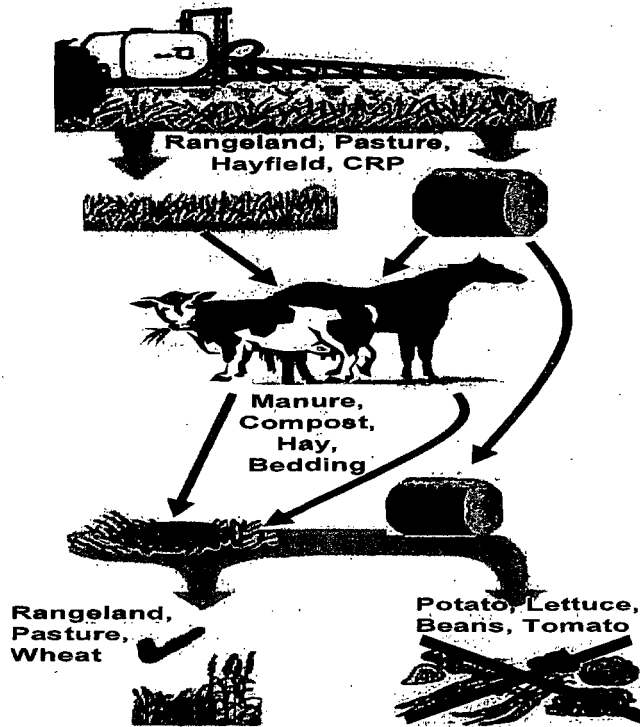 Rangeland, Pasture,
Hayfield, CRP
Manure,
Compost,
Hay,
Bedding
Rangeland,
Pasture,
Wheat
Potato, Lettuce,
Beans, Tomato